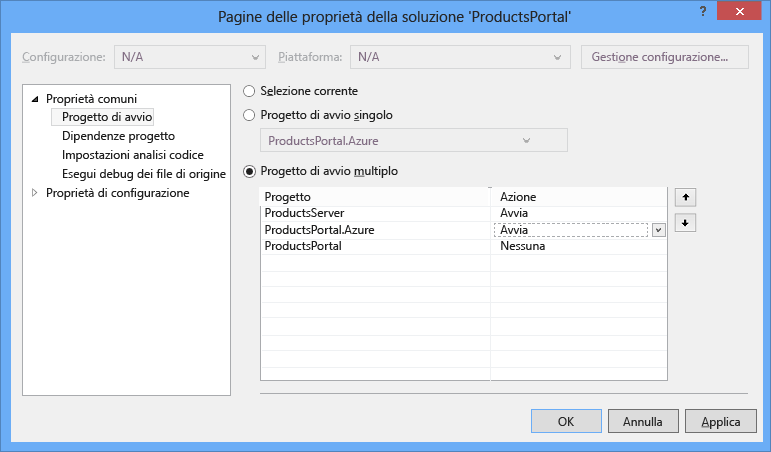 Pagine delle proprietà della soluzione 'ProductsPortal'
?
Configurazione: N/A Piattaforma: N/A Gestione configurazione...
Proprietà comuni
Progetto di avvio
Dipendenze progetto
Impostazioni analisi codice
Esegui debug dei file di origine
Proprietà di configurazione
Selezione corrente
Progetto di avvio singolo
ProductsPortal.Azure
Progetto di avvio multiplo
Progetto Azione
ProductsServer Avvia
ProductsPortal.Azure Avvia
ProductsPortal Nessuna
OK Annulla Applica